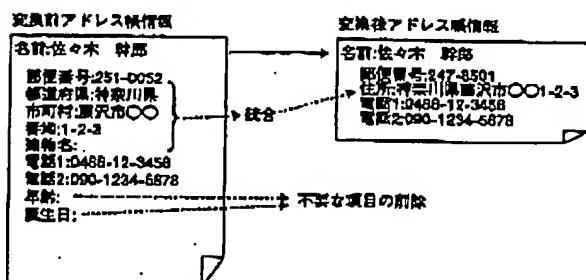 変換前アドレス帳情報
名前:佐々木 幹郎
郵便番号:251-0052
都道府県:神奈川県
市町村:藤沢市〇〇
番地:1-2-3
建物名:
電話1:0466-12-3456
電話2:090-1234-5678
年齢:
誕生日:
統合
不要な項目の削除
変換後アドレス帳情報
名前:佐々木 幹郎
郵便番号:247-8501
住所:神奈川県藤沢市〇〇1-2-3
電話1:0466-12-3456
電話2:090-1234-5678